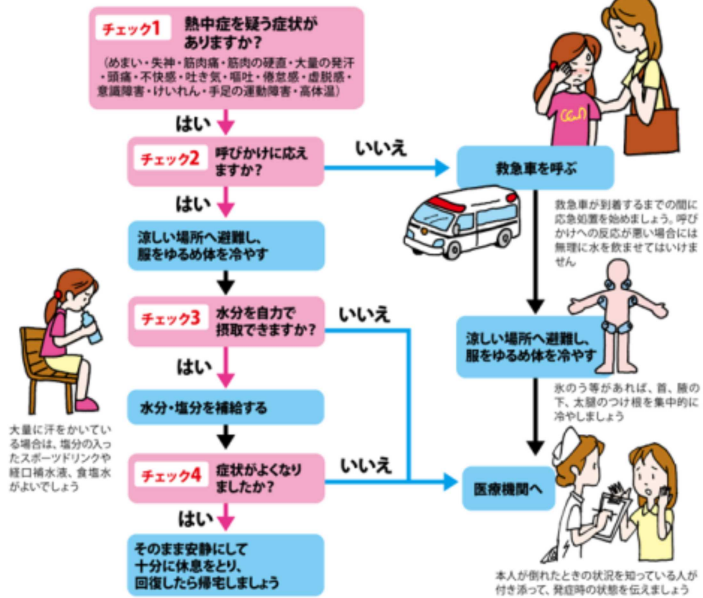 チェック1 熱中症を疑う症状が
ありますか？
（めまい・失神・筋肉痛・筋肉の硬直・大量の発汗
・頭痛・不快感・吐き気・嘔吐・倦怠感・虚脱感・
意識障害・けいれん・手足の運動障害・高体温）
はい
チェック2 呼びかけに応え
ますか？
いいえ
救急車を呼ぶ
救急車が到着するまでの間に
応急処置を始めましょう。呼び
かけへの反応が悪い場合には
無理に水を飲ませてはいけま
せん
はい
涼しい場所へ避難し、
服をゆるめ体を冷やす
チェック3 水分を自力で
摂取できますか？
いいえ
涼しい場所へ避難し、
服をゆるめ体を冷やす
氷のう等があれば、首、腋の
下、太腿のつけ根を集中的に
冷やしましょう
はい
水分・塩分を補給する
大量に汗をかいてい
る場合は、塩分の入っ
たスポーツドリンクや
経口補水液、食塩水
がよいでしょう
チェック4 症状がよくなり
ましたか？
いいえ
医療機関へ
はい
そのまま安静にして
十分に休息をとり、
回復したら帰宅しましょう
本人が倒れたときの状況を知っている人が
付き添って、発症時の状態を伝えましょう